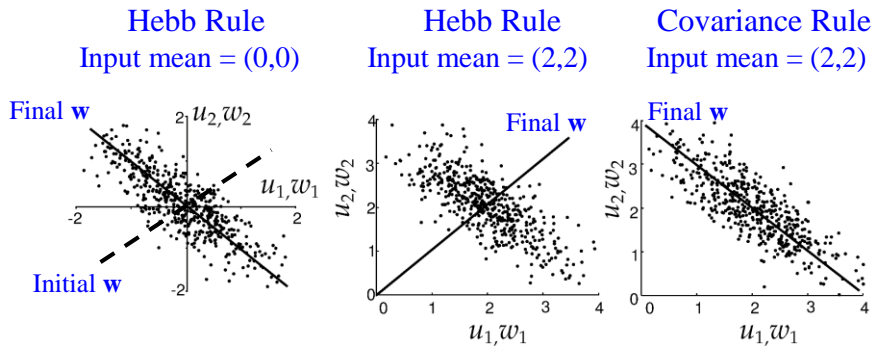 Hebb Rule
Input mean = (0,0)
Final w
2
u2,w2
u1,w1
-2
2
Initial w
-2
Hebb Rule
Input mean = (2,2)
Final w
4
3
2
1
0
u2,w2
0 1 2 3 4
u1,w1
Covariance Rule
Input mean = (2,2)
Final w
4
3
2
1
0
u2,w2
0 1 2 3 4
u1,w1